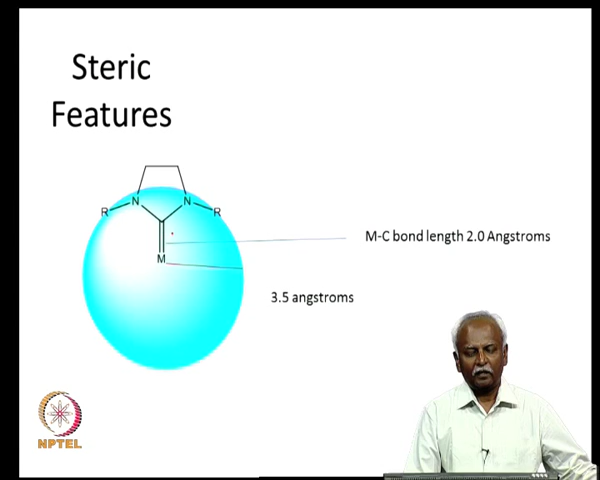 Steric
Features
N
N
R
R
M-C bond length 2.0 Angstroms
M
3.5 angstroms
NPTEL